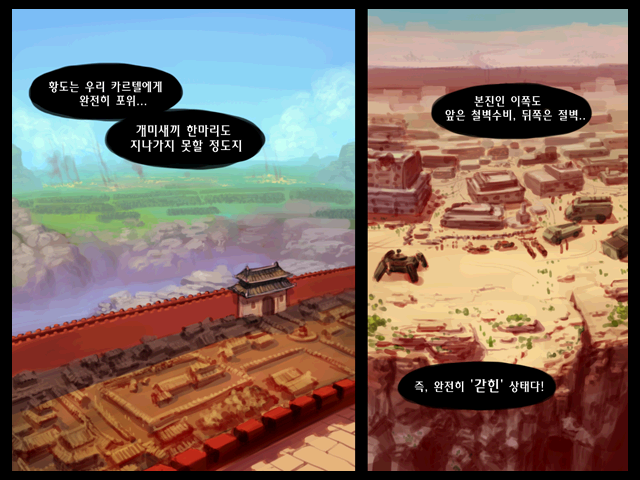 황도는 우리 카르텔에게
완전히 포위...
개미새끼 한마리도
지나가지 못할 정도지
본진인 이쪽도
앞은 철벽수비, 뒤쪽은 절벽..
즉, 완전히 '갇힌' 상태다!